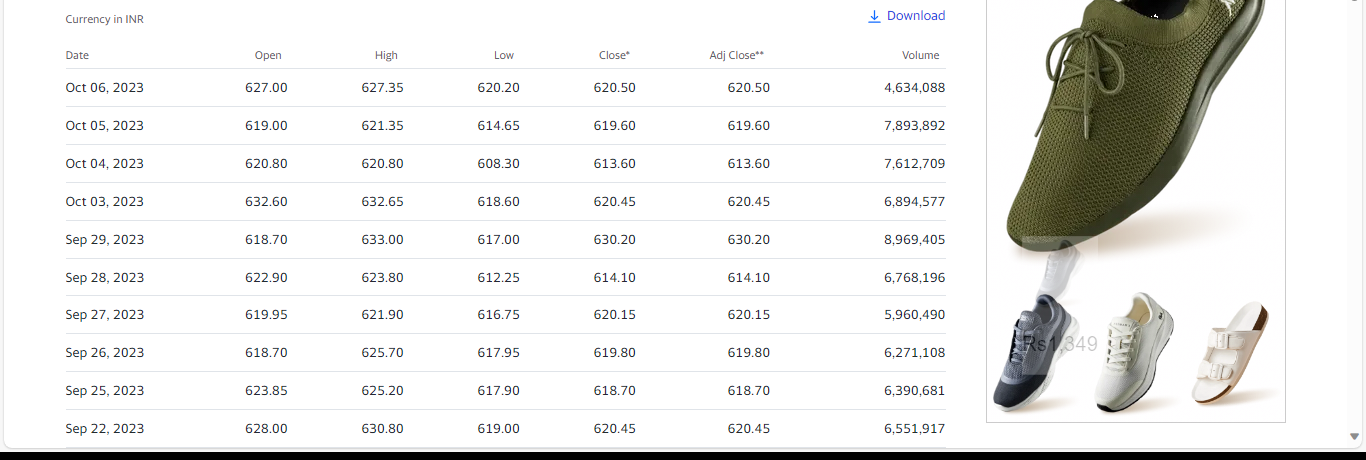 Currency in INR Download
Date Open High Low Close* Adj Close** Volume
Oct 06, 2023 627.00 627.35 620.20 620.50 620.50 4,634,088
Oct 05, 2023 619.00 621.35 614.65 619.60 619.60 7,893,892
Oct 04, 2023 620.80 620.80 608.30 613.60 613.60 7,612,709
Oct 03, 2023 632.60 632.65 618.60 620.45 620.45 6,894,577
Sep 29, 2023 618.70 633.00 617.00 630.20 630.20 8,969,405
Sep 28, 2023 622.90 623.80 612.25 614.10 614.10 6,768,196
Sep 27, 2023 619.95 621.90 616.75 620.15 620.15 5,960,490
Sep 26, 2023 618.70 625.70 617.95 619.80 619.80 6,271,108
Sep 25, 2023 623.85 625.20 617.90 618.70 618.70 6,390,681
Sep 22, 2023 628.00 630.80 619.00 620.45 620.45 6,551,917
Rs1,349